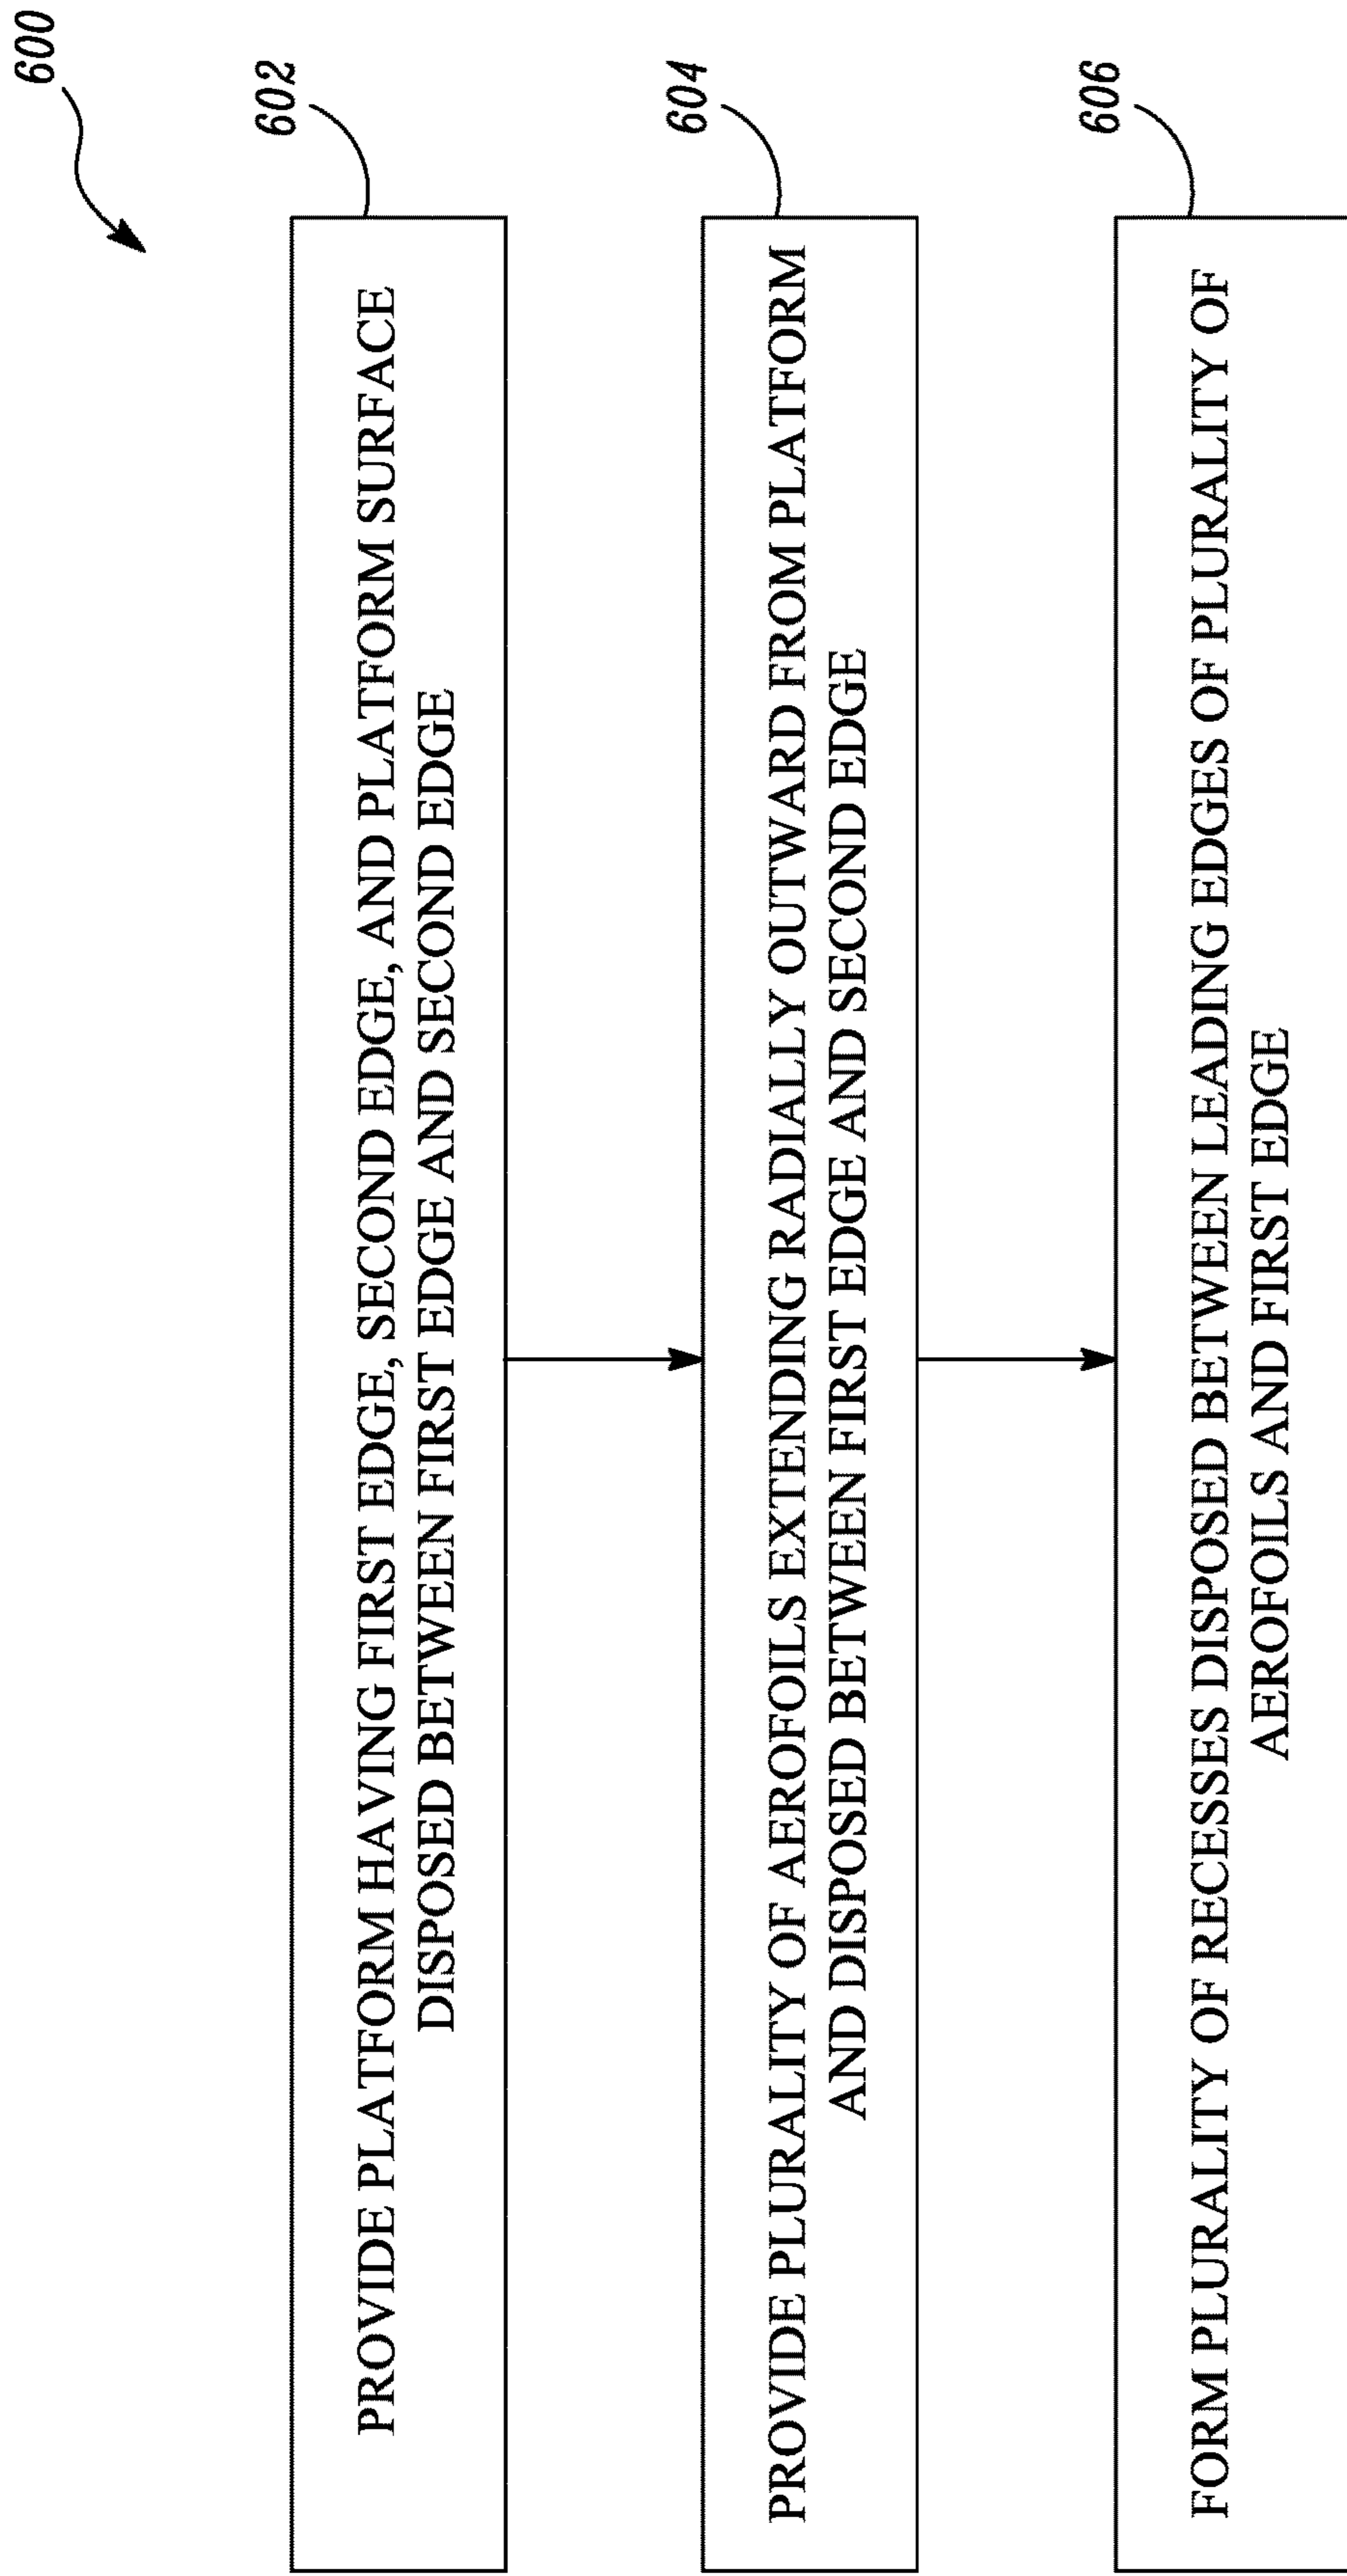 600
602
PROVIDE PLATFORM HAVING FIRST EDGE, SECOND EDGE, AND PLATFORM SURFACE
DISPOSED BETWEEN FIRST EDGE AND SECOND EDGE
604
PROVIDE PLURALITY OF AEROFOILS EXTENDING RADIALLY OUTWARD FROM PLATFORM
AND DISPOSED BETWEEN FIRST EDGE AND SECOND EDGE
606
FORM PLURALITY OF RECESSES DISPOSED BETWEEN LEADING EDGES OF PLURALITY OF
AEROFOILS AND FIRST EDGE